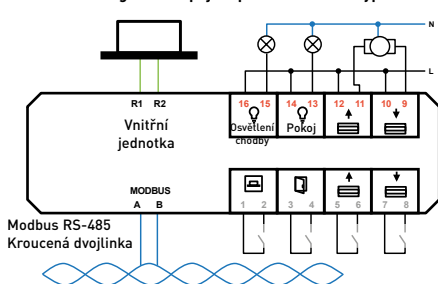 N
L
R1 R2
16 15 14 13 12 11 10 9
Vnitřní
jednotka
Osvětlení
chodby
Pokoj
MODBUS
A B
1 2 3 4 5 6 7 8
Modbus RS-485
Kroucená dvojlinka